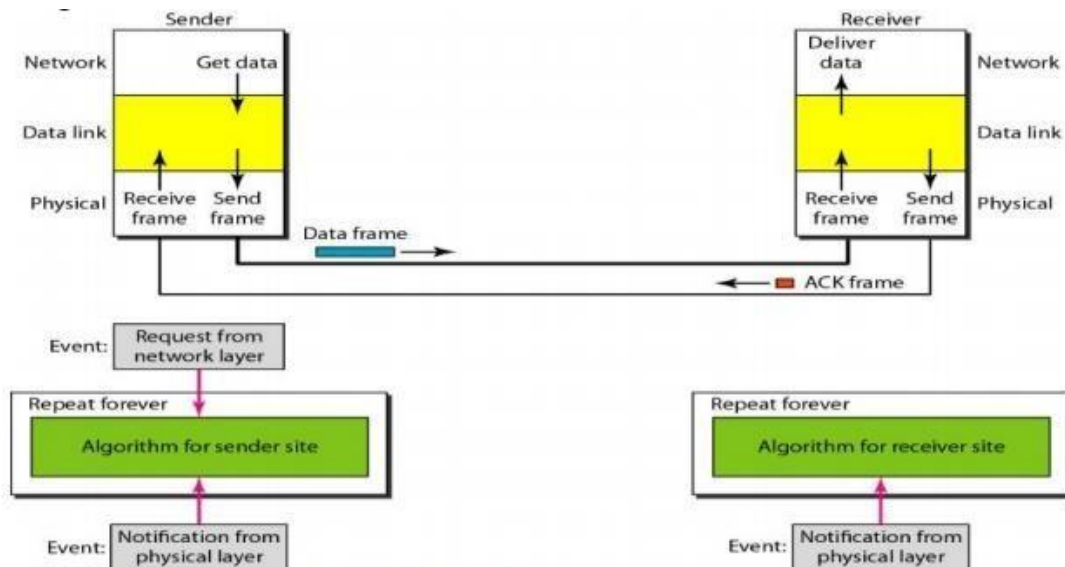 Sender
Receiver
Network
Get data
Deliver
data
Network
Data link
Data link
Physical
Receive
frame
Send
frame
Receive
frame
Send
frame
Physical
Data frame
ACK frame
Event:
Request from
network layer
Repeat forever
Algorithm for sender site
Repeat forever
Algorithm for receiver site
Event:
Notification from
physical layer
Event:
Notification from
physical layer